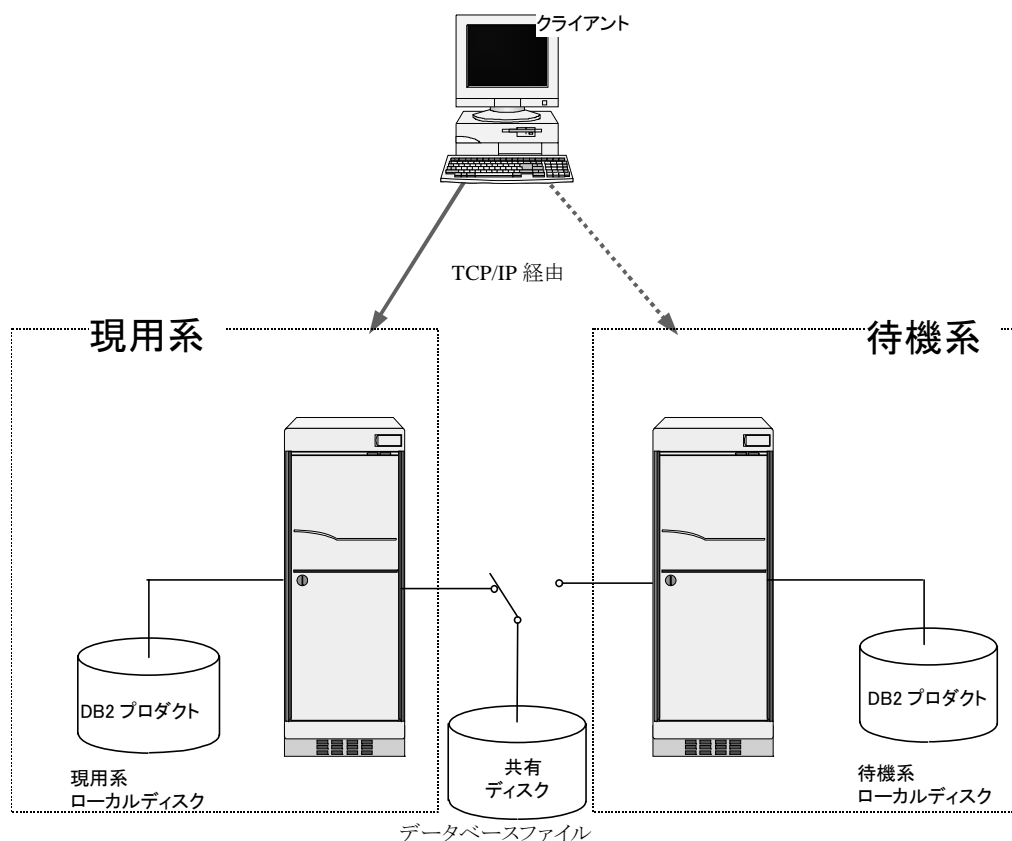 クライアント
TCP/IP 経由
現用系
待機系
DB2 プロダクト
DB2 プロダクト
現用系
ローカルディスク
共有
ディスク
待機系
ローカルディスク
データベースファイル